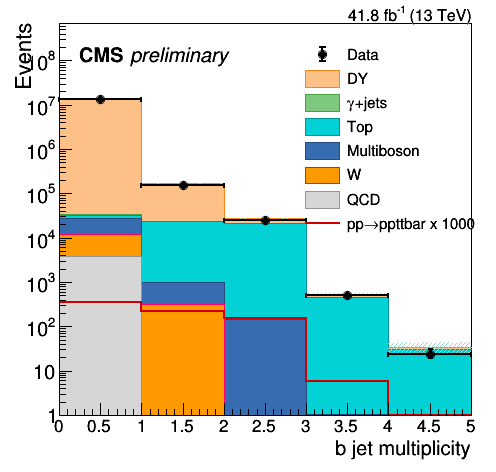 41.8 fb⁻¹ (13 TeV)
Events
CMS preliminary
Data
DY
γ+jets
Top
Multiboson
W
QCD
pp→ppttbar x 1000
10⁸
10⁷
10⁶
10⁵
10⁴
10³
10²
10
1
0 0.5 1 1.5 2 2.5 3 3.5 4 4.5 5
b jet multiplicity